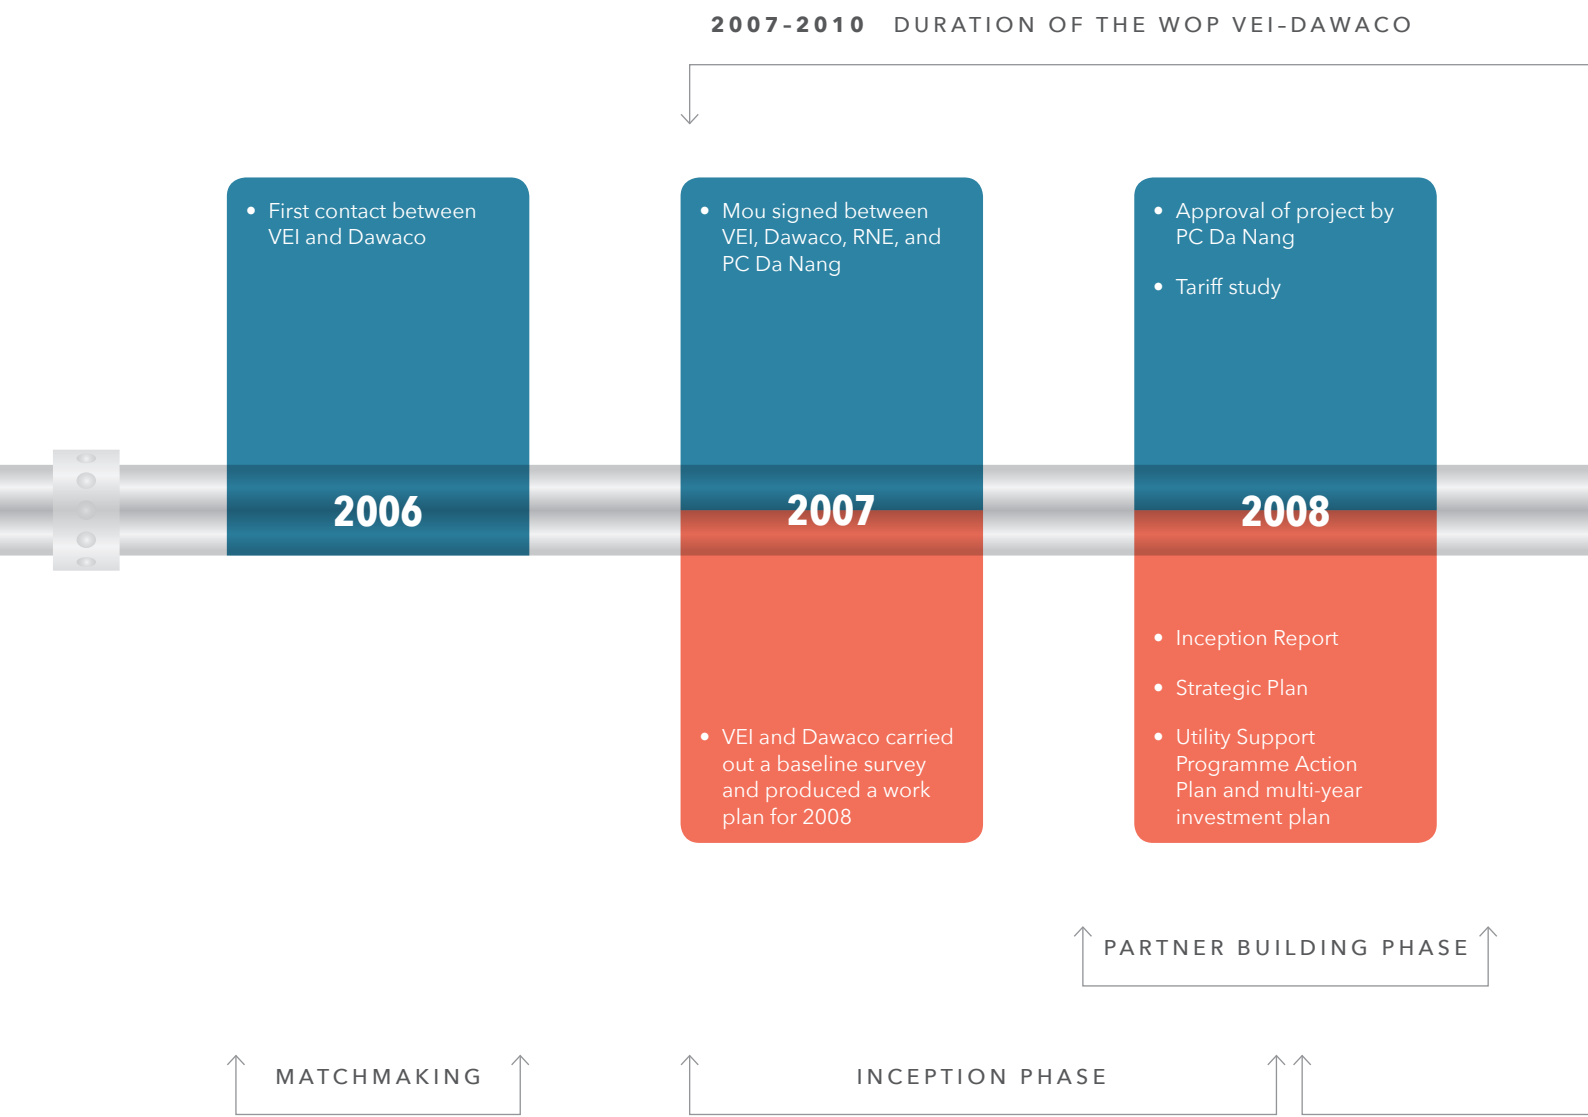 2007–2010 DURATION OF THE WOP VEI–DAWACO
• First contact between
VEI and Dawaco
• Mou signed between
VEI, Dawaco, RNE, and
PC Da Nang
• Approval of project by
PC Da Nang
• Tariff study
2006
2007
2008
• VEI and Dawaco carried
out a baseline survey
and produced a work
plan for 2008
• Inception Report
• Strategic Plan
• Utility Support
Programme Action
Plan and multi-year
investment plan
PARTNER BUILDING PHASE
MATCHMAKING
INCEPTION PHASE